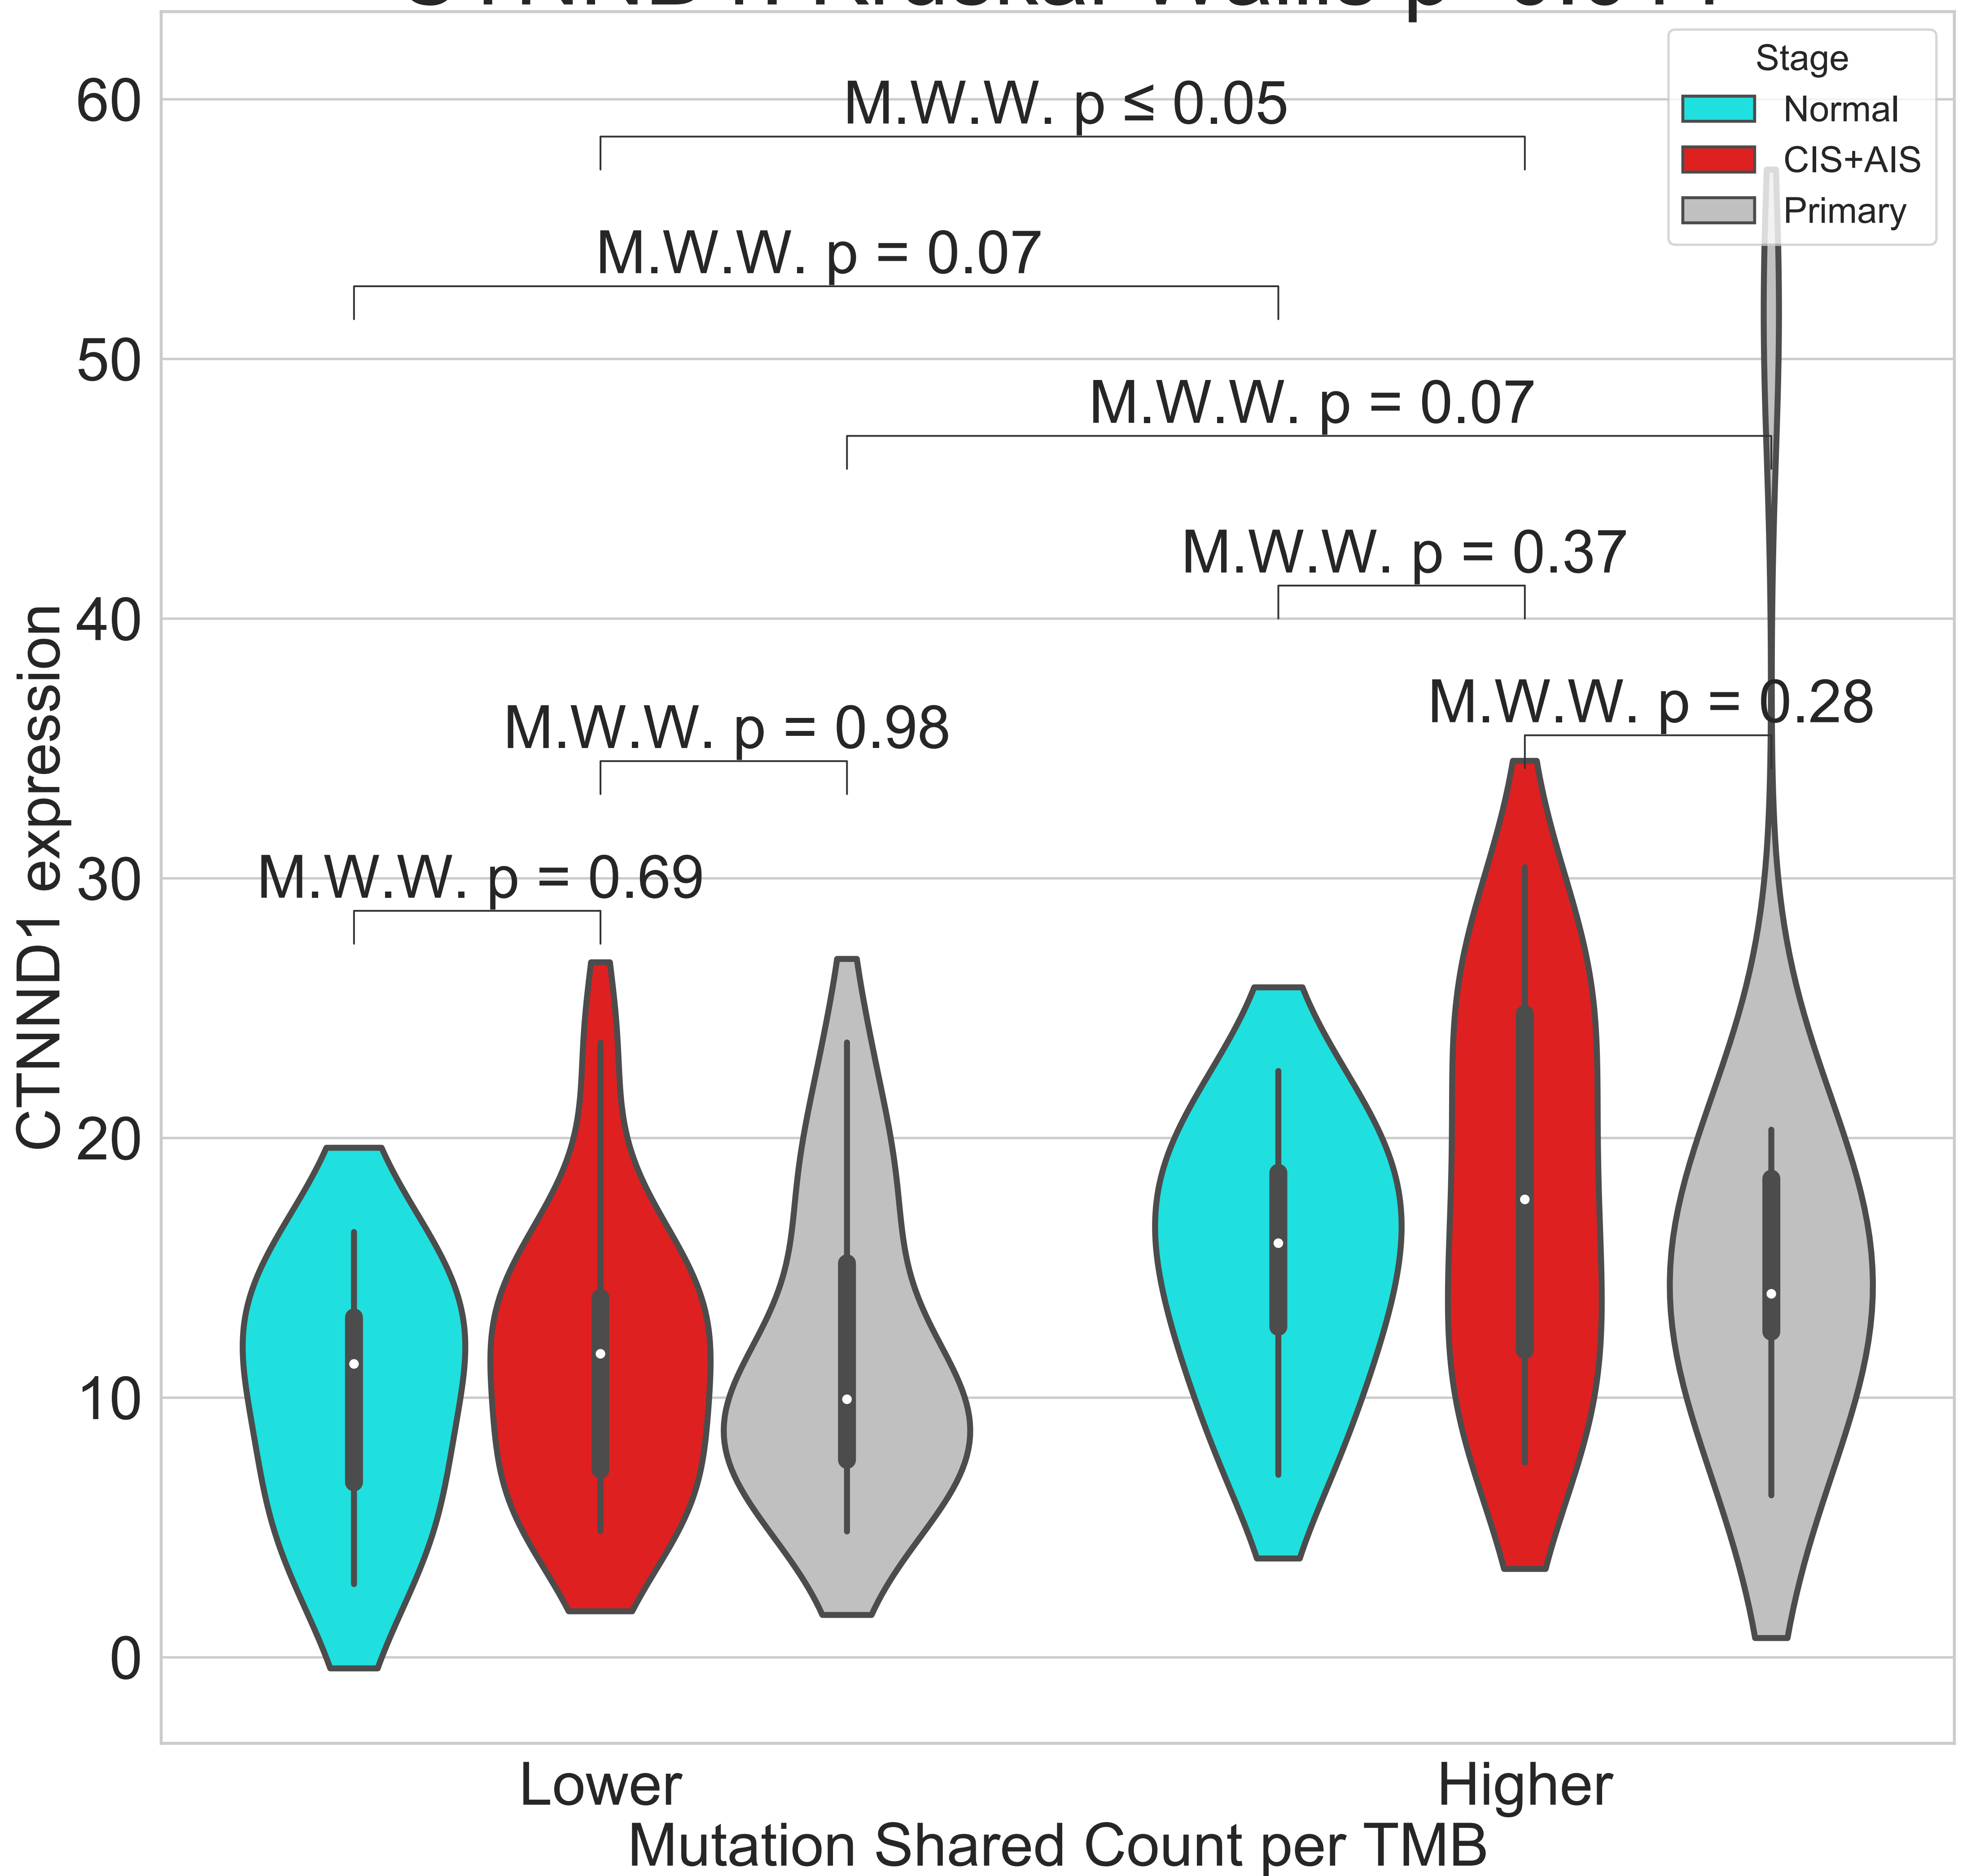 Stage
Normal
CIS+AIS
Primary
60
50
40
30
20
10
0
CTNND1 expression
M.W.W. p ≤ 0.05
M.W.W. p = 0.07
M.W.W. p = 0.07
M.W.W. p = 0.37
M.W.W. p = 0.28
M.W.W. p = 0.98
M.W.W. p = 0.69
Lower
Higher
Mutation Shared Count per TMB